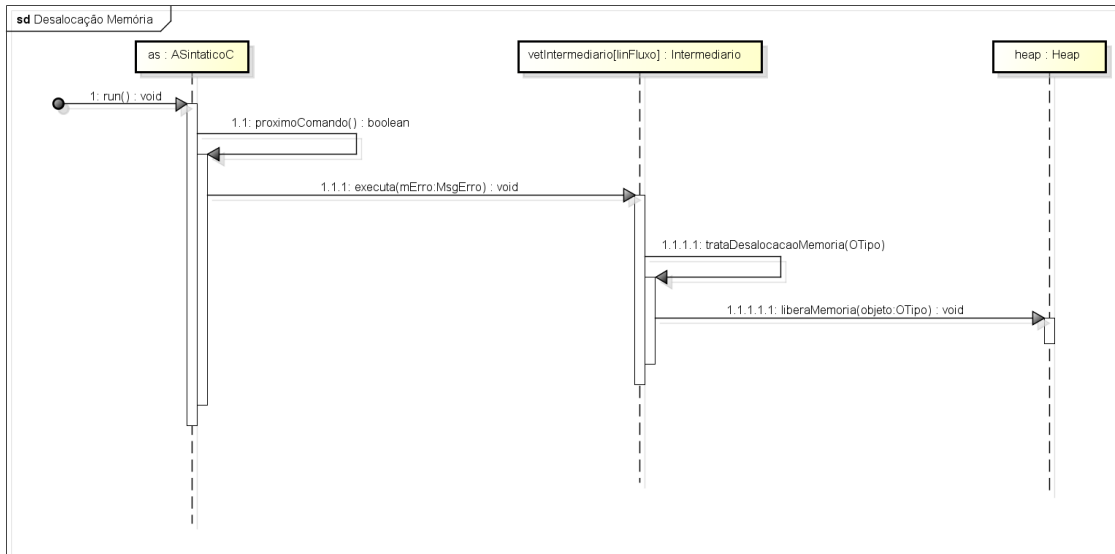 sd Desalocação Memória
as : ASintaticoC
vetIntermediario[linFluxo] : Intermediario
heap : Heap
1: run() : void
1.1: proximoComando() : boolean
1.1.1: executa(mErro:MsgErro) : void
1.1.1.1: trataDesalocacaoMemoria(OTipo)
1.1.1.1.1: liberaMemoria(objeto:OTipo) : void